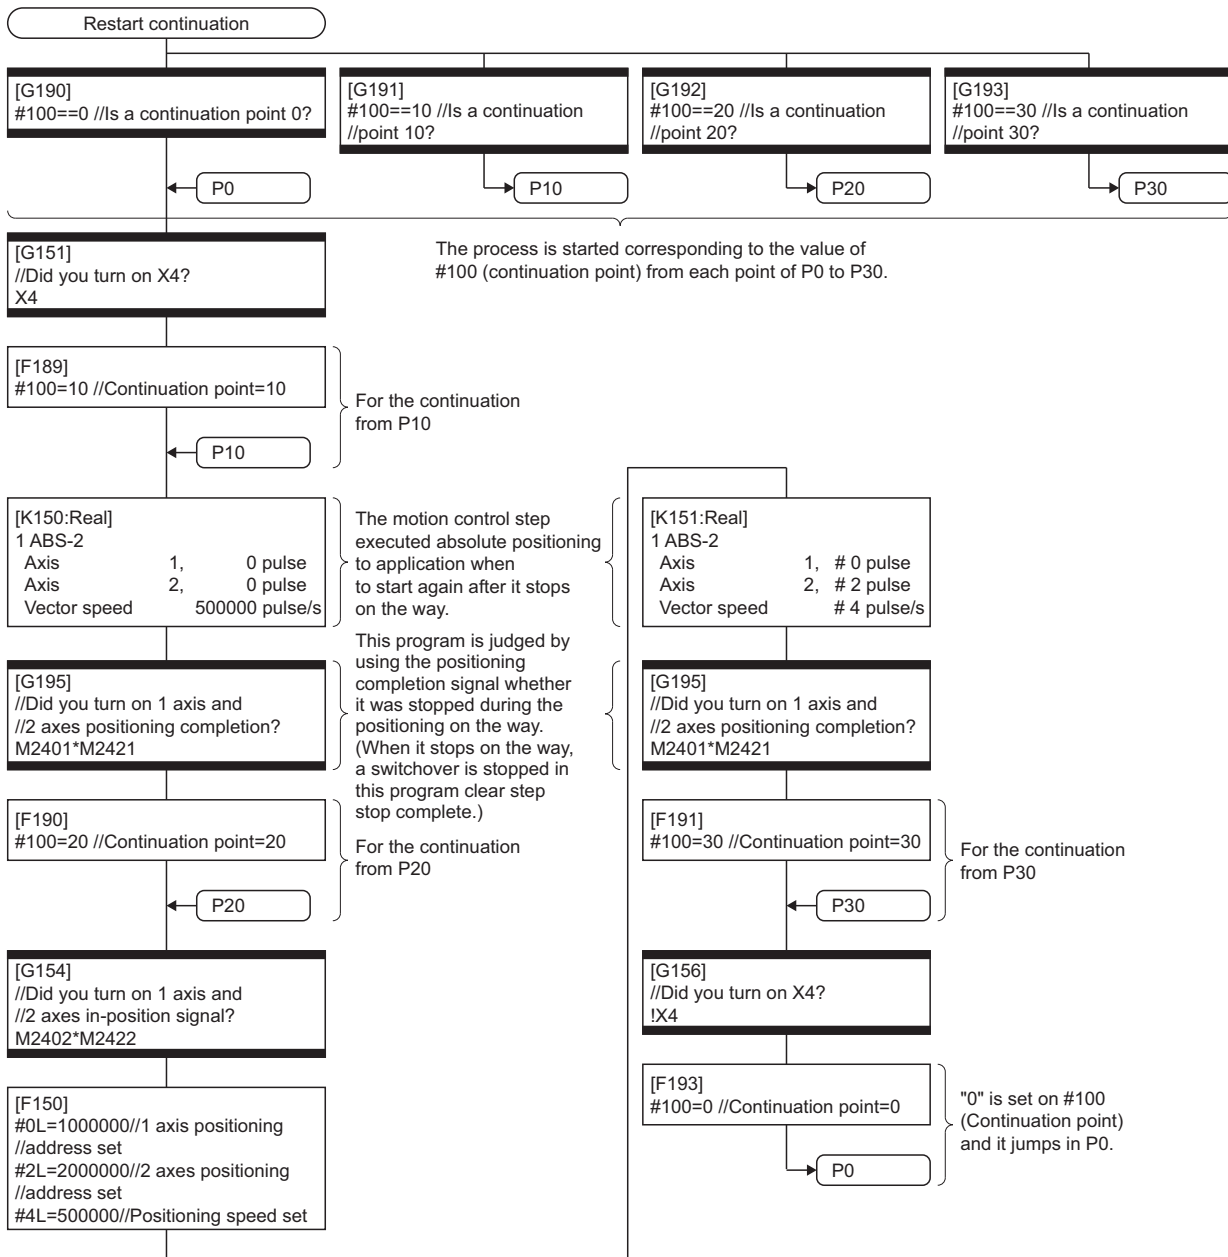 Restart continuation
[G190]
#100==0 //Is a continuation point 0?
[G191]
#100==10 //Is a continuation
//point 10?
[G192]
#100==20 //Is a continuation
//point 20?
[G193]
#100==30 //Is a continuation
//point 30?
P0
P10
P20
P30
The process is started corresponding to the value of
#100 (continuation point) from each point of P0 to P30.
[G151]
//Did you turn on X4?
X4
[F189]
#100=10 //Continuation point=10
For the continuation
from P10
P10
[K150:Real]
1 ABS-2
Axis 1, 0 pulse
Axis 2, 0 pulse
Vector speed 500000 pulse/s
The motion control step
executed absolute positioning
to application when
to start again after it stops
on the way.
[G195]
//Did you turn on 1 axis and
//2 axes positioning completion?
M2401*M2421
This program is judged by
using the positioning
completion signal whether
it was stopped during the
positioning on the way.
(When it stops on the way,
a switchover is stopped in
this program clear step
stop complete.)
[F190]
#100=20 //Continuation point=20
For the continuation
from P20
P20
[G154]
//Did you turn on 1 axis and
//2 axes in-position signal?
M2402*M2422
[F150]
#0L=1000000//1 axis positioning
//address set
#2L=2000000//2 axes positioning
//address set
#4L=500000//Positioning speed set
[K151:Real]
1 ABS-2
Axis 1, # 0 pulse
Axis 2, # 2 pulse
Vector speed # 4 pulse/s
[G195]
//Did you turn on 1 axis and
//2 axes positioning completion?
M2401*M2421
[F191]
#100=30 //Continuation point=30
For the continuation
from P30
P30
[G156]
//Did you turn on X4?
!X4
[F193]
#100=0 //Continuation point=0
"0" is set on #100
(Continuation point)
and it jumps in P0.
P0